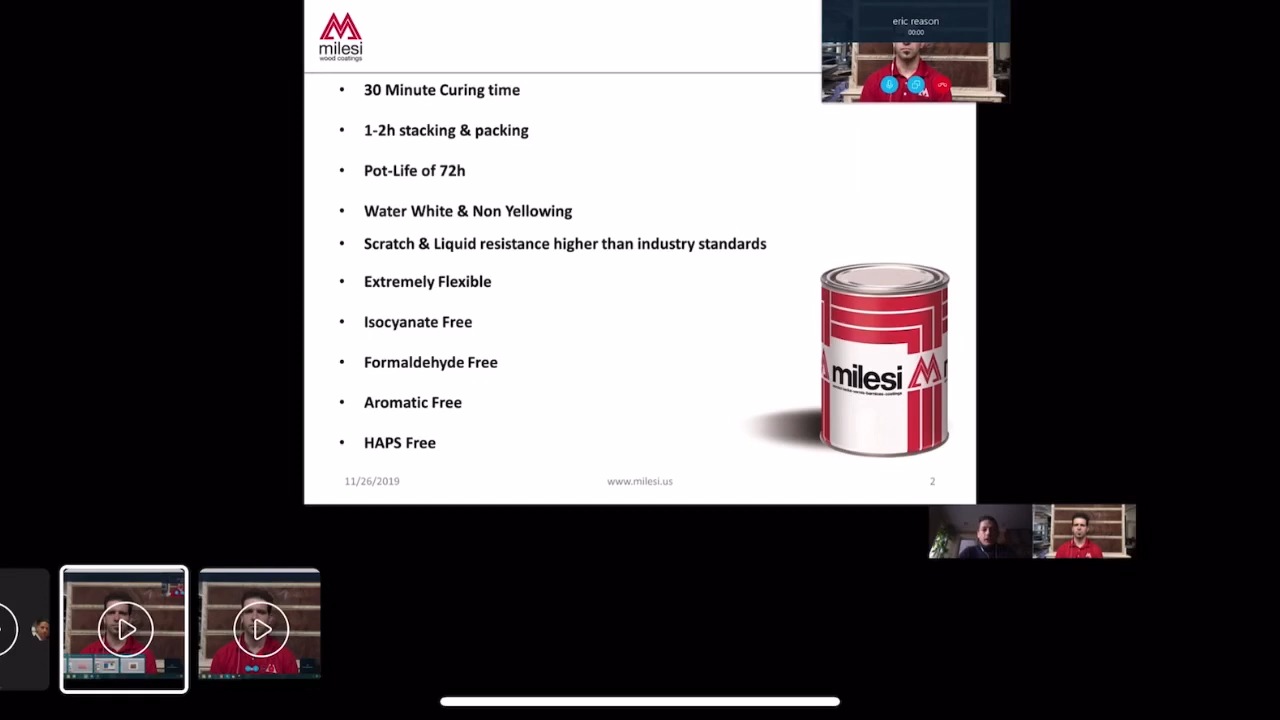 milesi
wood coatings
eric reason
00:00
• 30 Minute Curing time
• 1-2h stacking & packing
• Pot-Life of 72h
• Water White & Non Yellowing
• Scratch & Liquid resistance higher than industry standards
• Extremely Flexible
• Isocyanate Free
• Formaldehyde Free
• Aromatic Free
• HAPS Free
milesi
11/26/2019
www.milesi.us
2